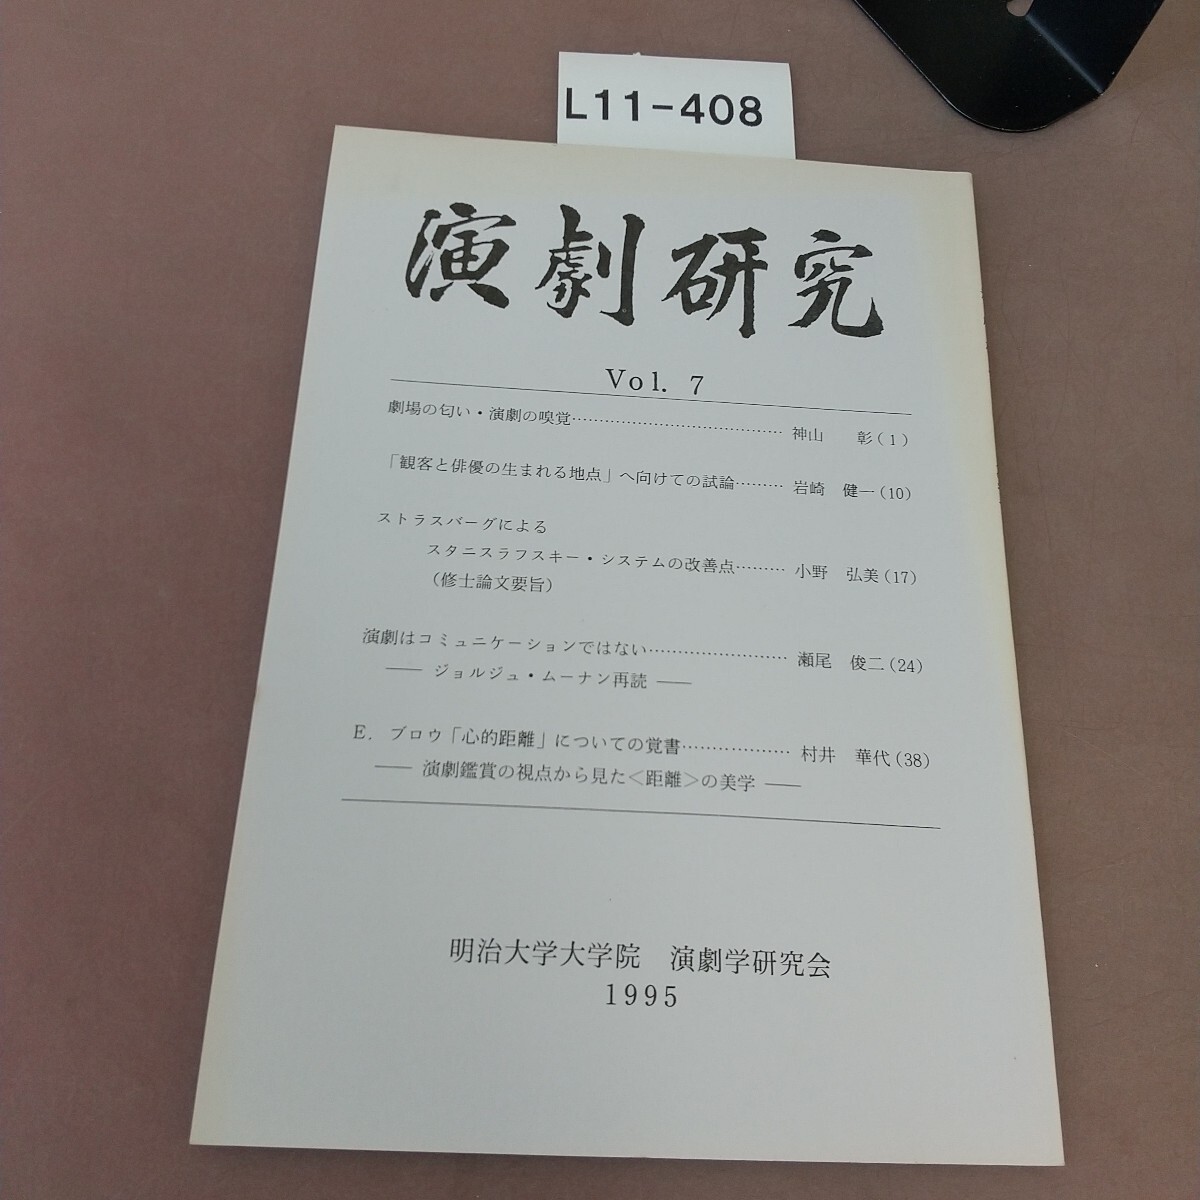 L11-408
演劇研究
Vol. 7
劇場の匂い・演劇の嗅覚…………………………………神山 彰(1)
「観客と俳優の生まれる地点」へ向けての試論………岩崎 健一(10)
ストラスバーグによる
スタニスラフスキー・システムの改善点………小野 弘美(17)
(修士論文要旨)
演劇はコミュニケーションではない……………………瀬尾 俊二(24)
―― ジョルジュ・ムーナン再読 ――
E. ブロウ「心的距離」についての覚書………………村井 華代(38)
―― 演劇鑑賞の視点から見た<距離>の美学 ――
明治大学大学院 演劇学研究会
1995